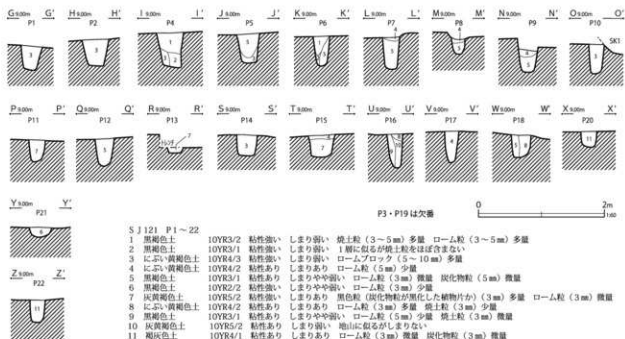 G 9.00m G' H 9.00m H' I 9.00m I' J 9.00m J' K 9.00m K' L 9.00m L' M 9.00m M' N 9.00m N' O 9.00m O'
P1 P2 P4 P5 P6 P7 P8 P9 P10
SK1
P 9.00m P' Q 9.00m Q' R 9.00m R' S 9.00m S' T 9.00m T' U 9.00m U' V 9.00m V' W 9.00m W' X 9.00m X'
P11 P12 P13 P14 P15 P16 P17 P18 P20
トレンチ
Y 9.00m Y'
P21
P3・P19は欠番
0 2m
1:60
Z 9.00m Z'
P22
SJ121 P1~22
1 黒褐色土 10YR3/2 粘性強い しまり弱い 焼土粒(3~5㎜)多量 ローム粒(3~5㎜)多量
2 黒褐色土 10YR3/1 粘性強い しまり弱い 1層に似るが焼土粒をほぼ含まない
3 にぶい黄褐色土 10YR4/3 粘性強い しまり弱い ロームブロック(5~10㎜)多量
4 にぶい黄褐色土 10YR4/2 粘性あり しまりあり ローム粒(5㎜)少量
5 黒褐色土 10YR3/1 粘性あり しまりやや弱い ローム粒(3㎜)微量 炭化物粒(5㎜)微量
6 黒褐色土 10YR2/2 粘性あり しまりやや弱い ローム粒(3㎜)少量
7 灰黄褐色土 10YR5/2 粘性強い しまりあり 黒色粒(炭化物粒が黒化した植物片か)(3㎜)多量 ローム粒(3㎜)微量
8 にぶい黄褐色土 10YR4/2 粘性あり しまり弱い ローム粒(3㎜)多量 焼土粒(3㎜)少量
9 黒褐色土 10YR3/1 粘性あり しまりやや弱い ローム粒(5㎜)少量 焼土粒(3㎜)微量
10 灰黄褐色土 10YR5/2 粘性あり しまり弱い 地山に似るがしまりない
11 褐灰色土 10YR4/1 粘性あり しまりあり ローム粒(3㎜)微量 炭化物粒(3㎜)微量